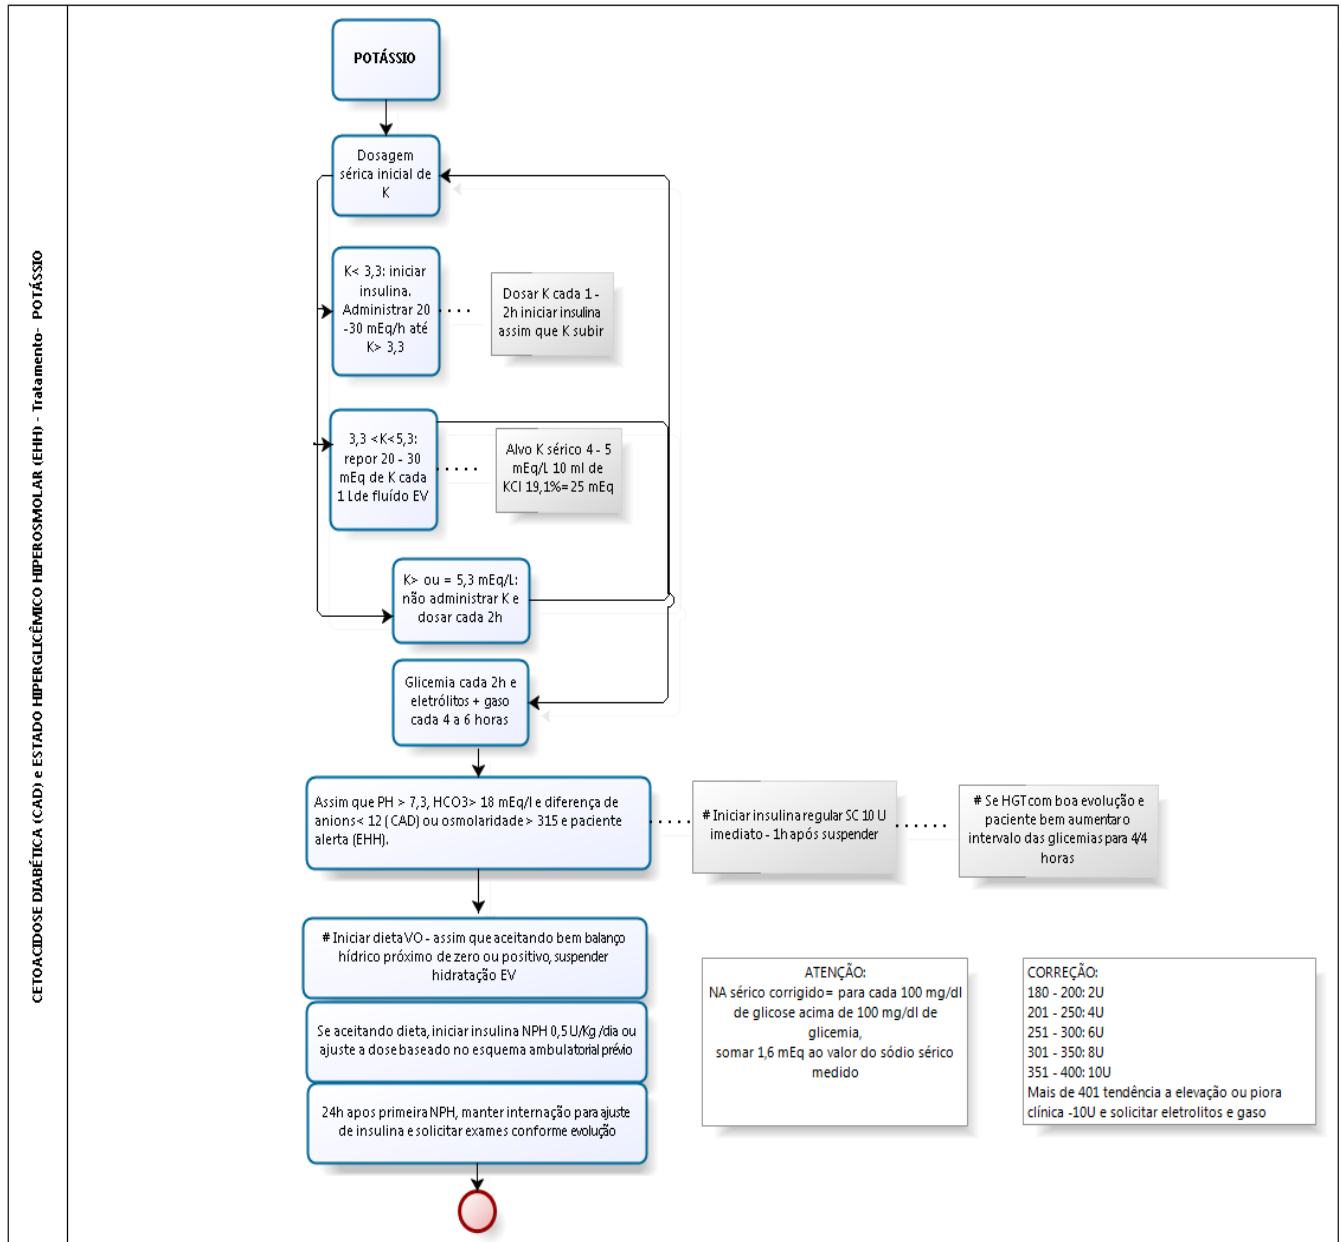 CETOACIDOSE DIABÉTICA (CAD) e ESTADO HIPERGLICÊMICO HIPEROSMOLAR (EHH) - Tratamento- POTÁSSIO
POTÁSSIO
Dosagem
sérica inicial de
K
K< 3,3: iniciar
insulina.
Administrar 20
-30 mEq/h até
K> 3,3
Dosar K cada 1 -
2h iniciar insulina
assim que K subir
3,3 <K<5,3:
repor 20 - 30
mEq de K cada
1 Lde fluído EV
Alvo K sérico 4 - 5
mEq/L 10 ml de
KCl 19,1%=25 mEq
K> ou = 5,3 mEq/L:
não administrar K e
dosar cada 2h
Glicemia cada 2h e
eletrólitos + gaso
cada 4 a 6 horas
Assim que PH > 7,3, HCO3> 18 mEq/l e diferença de
anions< 12 ( CAD) ou osmolaridade> 315 e paciente
alerta (EHH).
# Iniciar insulina regular SC 10 U
imediato - 1h após suspender
# Se HGT com boa evolução e
paciente bem aumentar o
intervalo das glicemias para 4/4
horas
# Iniciar dieta VO - assim que aceitando bem balanço
hídrico próximo de zero ou positivo, suspender
hidratação EV
Se aceitando dieta, iniciar insulina NPH 0,5 U/Kg /dia ou
ajuste a dose baseado no esquema ambulatorial prévio
24h apos primeira NPH, manter internação para ajuste
de insulina e solicitar exames conforme evolução
ATENÇÃO:
NA sérico corrigido= para cada 100 mg/dl
de glicose acima de 100 mg/dl de
glicemia,
somar 1,6 mEq ao valor do sódio sérico
medido
CORREÇÃO:
180 - 200: 2U
201 - 250: 4U
251 - 300: 6U
301 - 350: 8U
351 - 400: 10U
Mais de 401 tendência a elevação ou piora
clínica -10U e solicitar eletrolitos e gaso